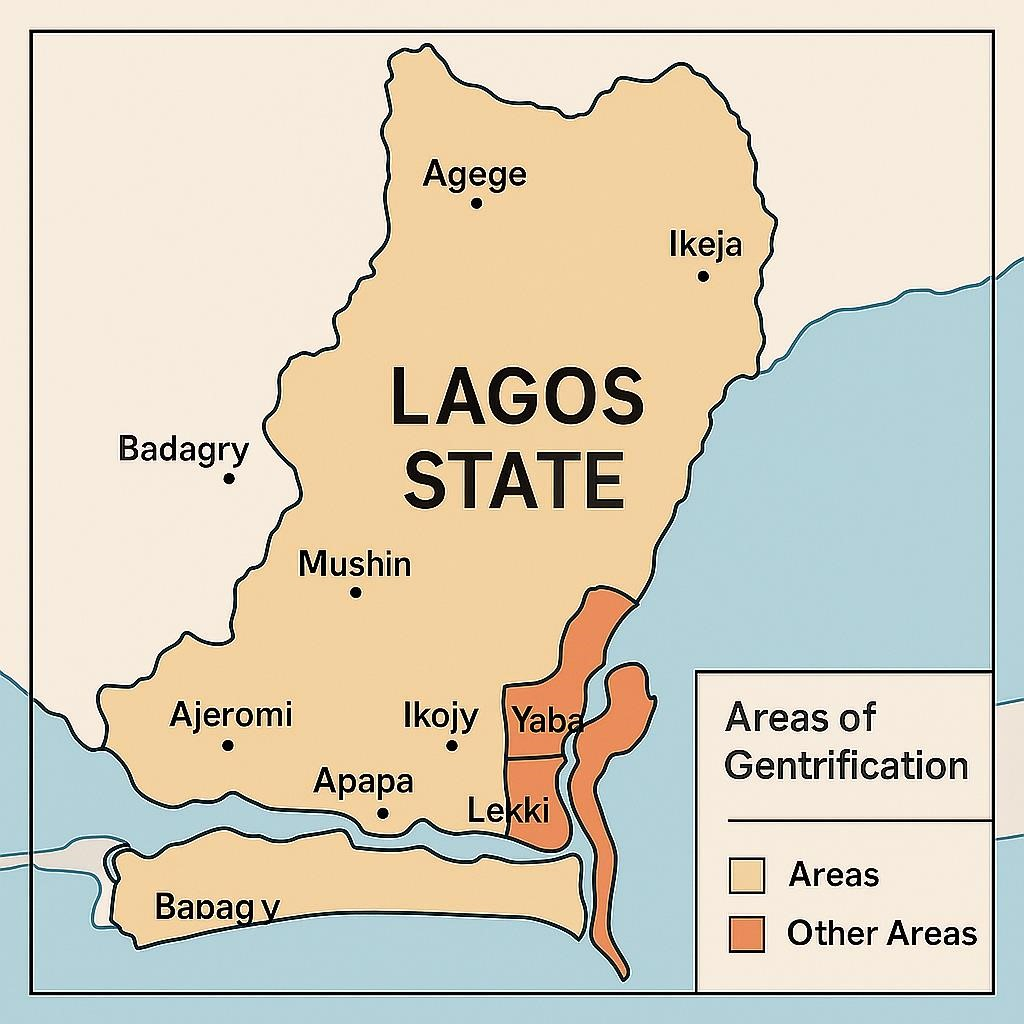 Agege
Ikeja
LAGOS
STATE
Badagry
Mushin
Ajeromi
Ikojy
Yaba
Apapa
Lekki
Bapag y
Areas of
Gentrification
Areas
Other Areas